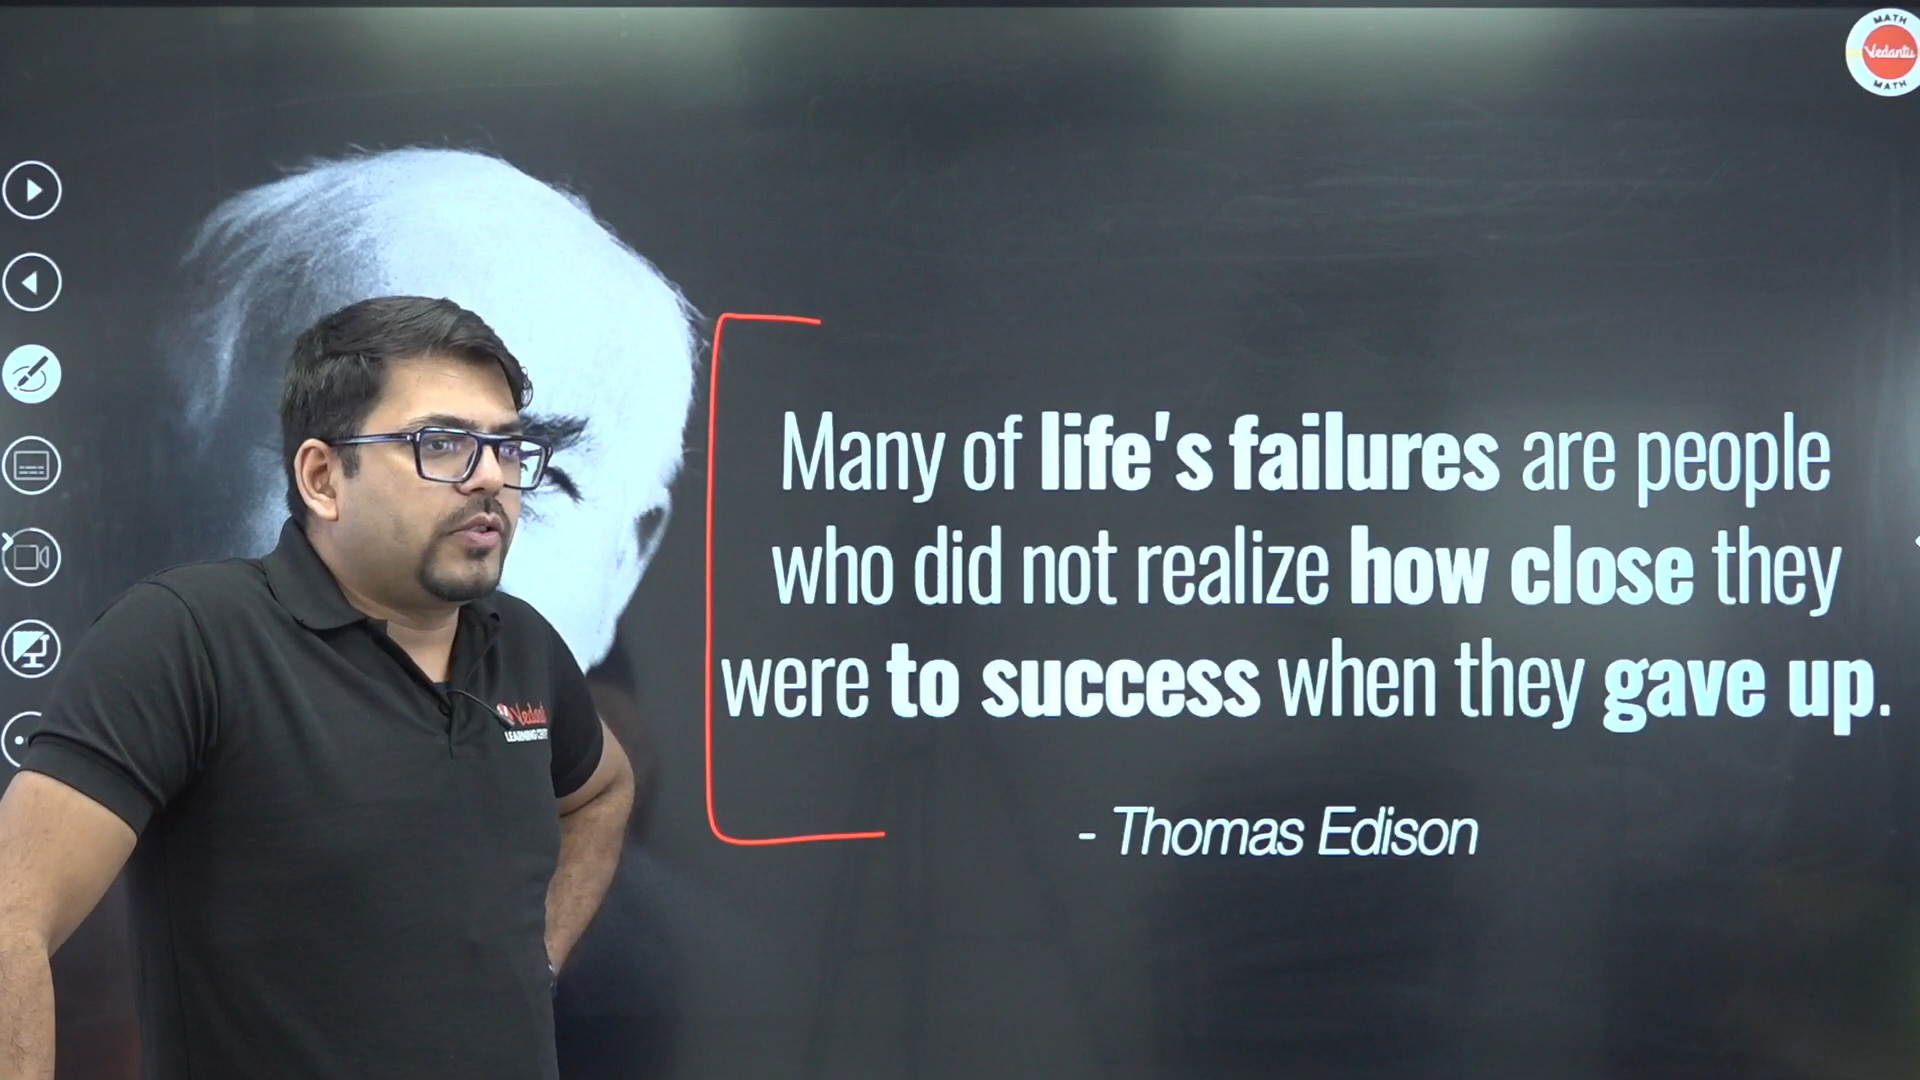 MATH
Vedantu
MATH
Many of life's failures are people
who did not realize how close they
were to success when they gave up.
- Thomas Edison
LEARNING